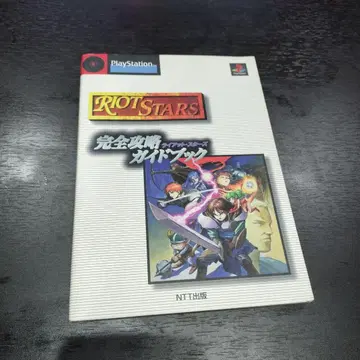 PlayStation
RIOT STARS
完全攻略
ライアットスターズ
ガイドブック
NTT出版